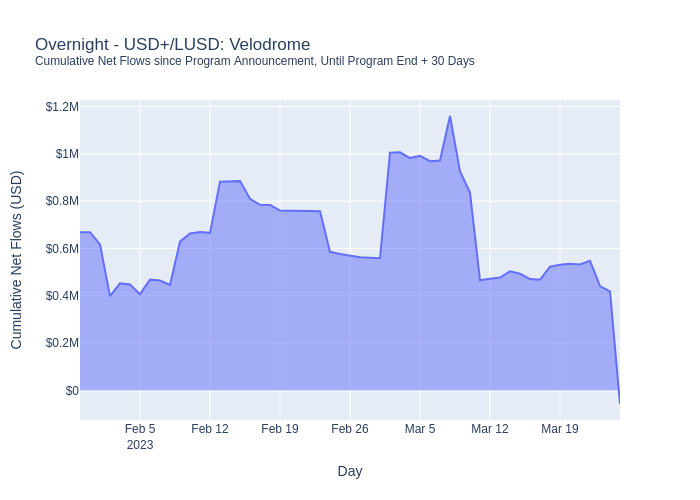 Overnight - USD+/LUSD: Velodrome
Cumulative Net Flows since Program Announcement, Until Program End + 30 Days
Cumulative Net Flows (USD)
$1.2M
$1M
$0.8M
$0.6M
$0.4M
$0.2M
$0
Feb 5 Feb 12 Feb 19 Feb 26 Mar 5 Mar 12 Mar 19
2023
Day